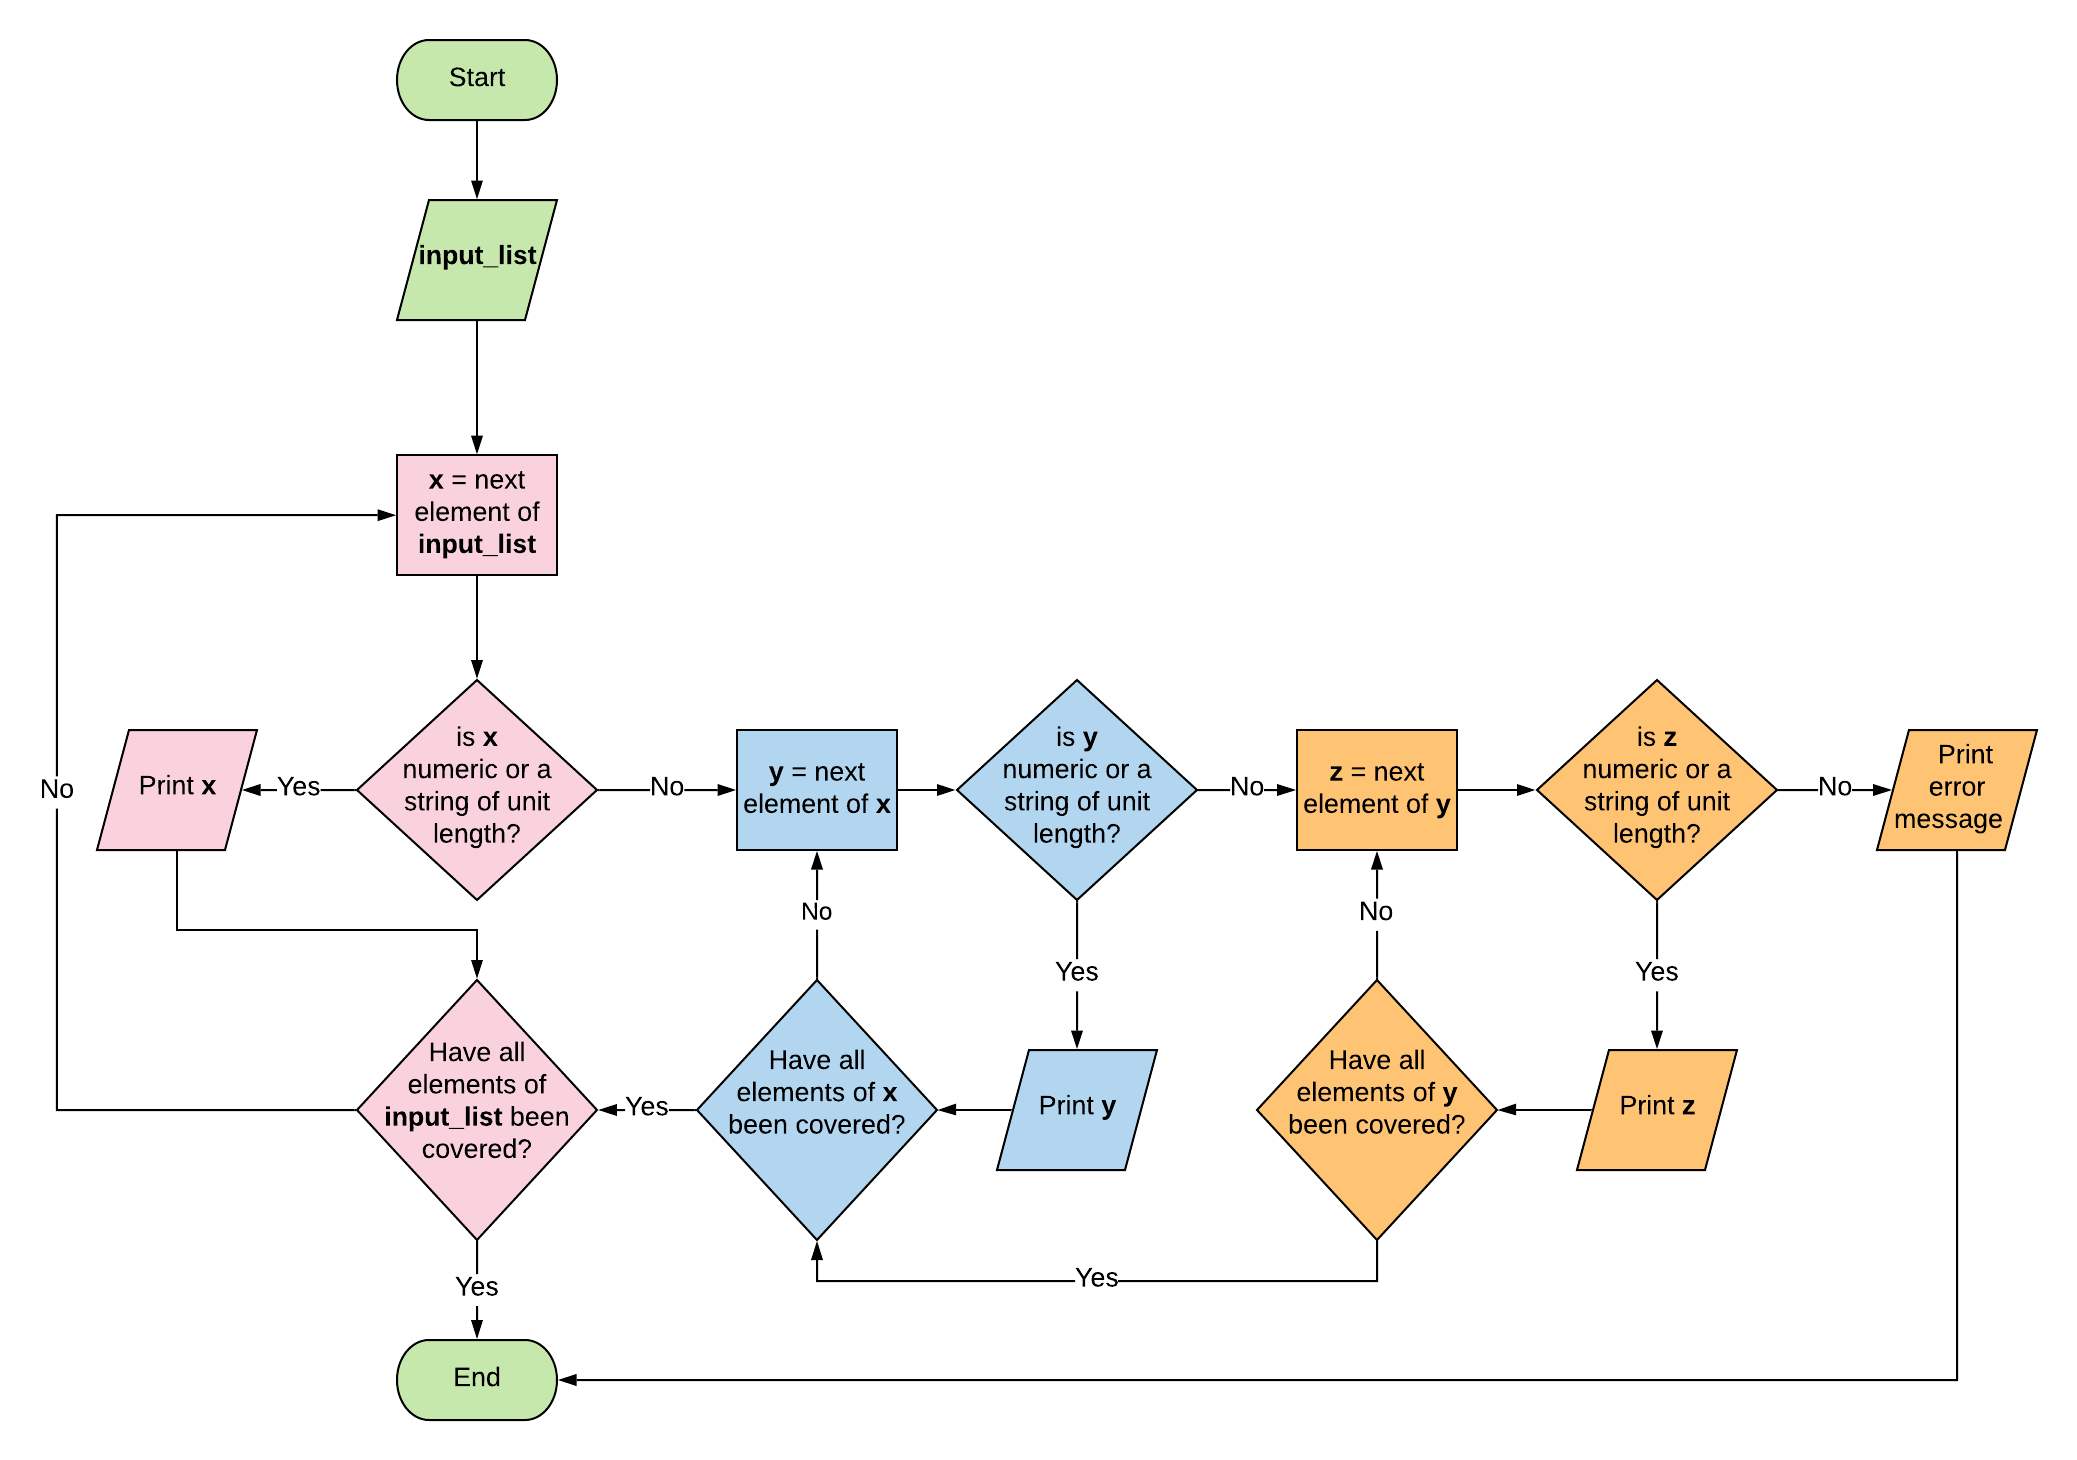 Start
input_list
x = next
element of
input_list
is x
numeric or a
string of unit
length?
Yes
Print x
No
No
y = next
element of x
is y
numeric or a
string of unit
length?
No
z = next
element of y
is z
numeric or a
string of unit
length?
No
Print
error
message
No
Yes
No
Yes
Have all
elements of
input_list been
covered?
Yes
Have all
elements of x
been covered?
Print y
Have all
elements of y
been covered?
Print z
Yes
Yes
End